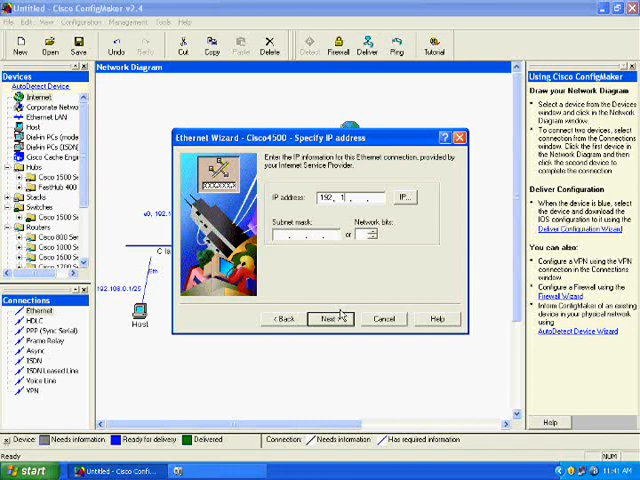 Untitled - Cisco ConfigMaker v2.4
File Edit View Configuration Management Tools Help
New Open Save Undo Redo Cut Copy Paste Delete Detect Firewall Deliver Ping Tutorial
Devices
AutoDetect Device
Internet
Corporate Netwo
Ethernet LAN
Host
DialIn PCs (mode
DialIn PCs (ISDN)
Cisco Cache Eng
Hubs
Cisco 1500
FastHub 400
Stacks
Switches
Cisco 1500
Routers
Cisco 800
Cisco 1000
Cisco 1600
Cisco 1700
Connections
Ethernet
HDLC
PPP (Sync Serial)
Frame Relay
Async
ISDN
ISDN Leased Line
Voice Line
VPN
Network Diagram
e0, 192.
192.168.0.1/25
Host
Ethernet Wizard - Cisco4500 - Specify IP address
Enter the IP information for this Ethernet connection, provided by
your Internet Service Provider.
IP address: 192. 1 . . IP...
Subnet mask: Network bits:
. . . or
< Back Next > Cancel Help
Using Cisco ConfigMaker
Draw your Network Diagram
Select a device from the
Devices window, and
click in the Network
Diagram window.
To connect two devices,
select connection type
in the Connections
window. Click the first
device in the Network
Diagram and then click
the second device to
complete the
connection.
Deliver Configuration
When the device is blue,
select the device and
download the IOS
configuration to it using
Deliver Configuration
Wizard
You can also:
Configure a VPN using
the VPN connection in
the Connections
window.
Configure a Firewall
using the
Firewall Wizard
Inform ConfigMaker of
an existing device in
your physical network
using
AutoDetect Device Wizard
Help
Device: Needs information Ready for delivery Delivered Connection: Needs information Has required information
Ready NUM
start Untitled - Cisco Confi... 11:41 AM